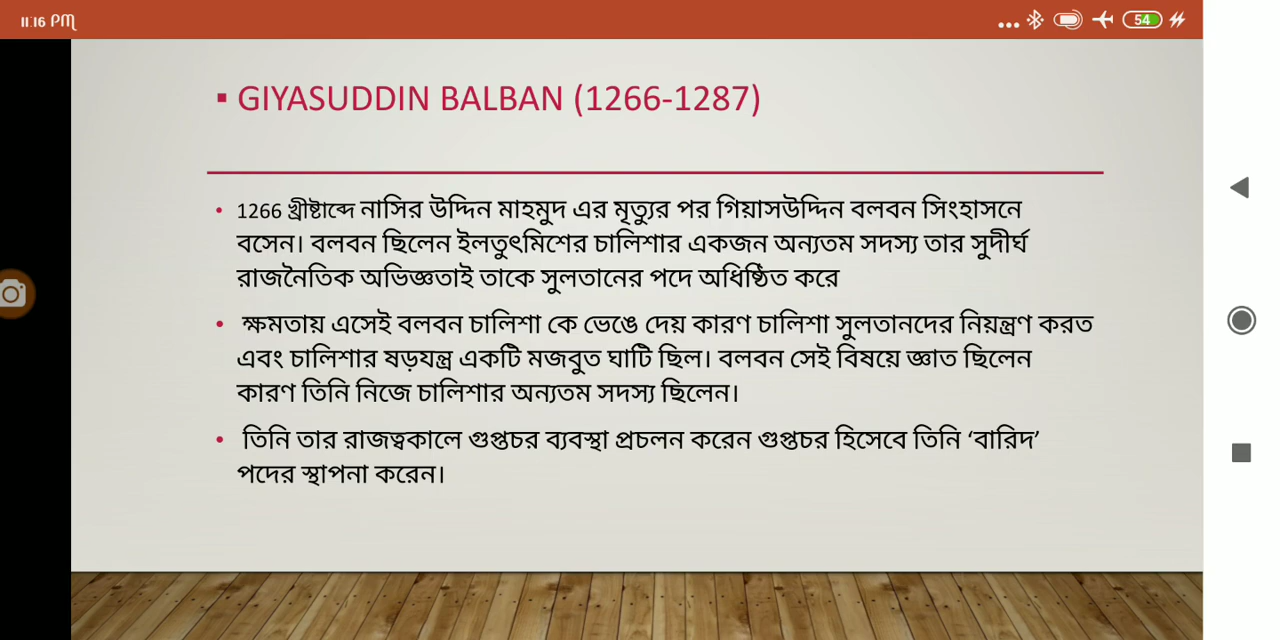 11:16 PM
54
▪ GIYASUDDIN BALBAN (1266-1287)
• 1266 খ্রীষ্টাব্দে নাসির উদ্দিন মাহমুদ এর মৃত্যুর পর গিয়াসউদ্দিন বলবন সিংহাসনে
বসেন। বলবন ছিলেন ইলতুৎমিশের চালিশার একজন অন্যতম সদস্য তার সুদীর্ঘ
রাজনৈতিক অভিজ্ঞতাই তাকে সুলতানের পদে অধিষ্ঠিত করে
• ক্ষমতায় এসেই বলবন চালিশা কে ভেঙে দেয় কারণ চালিশা সুলতানদের নিয়ন্ত্রণ করত
এবং চালিশার ষড়যন্ত্র একটি মজবুত ঘাটি ছিল। বলবন সেই বিষয়ে জ্ঞাত ছিলেন
কারণ তিনি নিজে চালিশার অন্যতম সদস্য ছিলেন।
• তিনি তার রাজত্বকালে গুপ্তচর ব্যবস্থা প্রচলন করেন গুপ্তচর হিসেবে তিনি ‘বারিদ’
পদের স্থাপনা করেন।